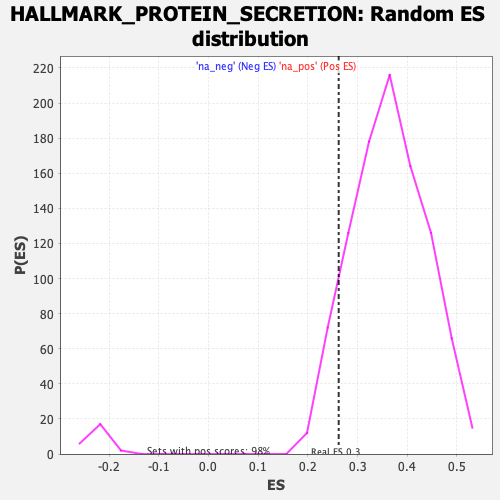 HALLMARK_PROTEIN_SECRETION: Random ES
distribution
'na_neg' (Neg ES) 'na_pos' (Pos ES)
220
200
180
160
140
120
100
80
60
40
20
0
P(ES)
Sets with pos scores: 98%
Real ES 0.3
-0.2 -0.1 0.0 0.1 0.2 0.3 0.4 0.5
ES